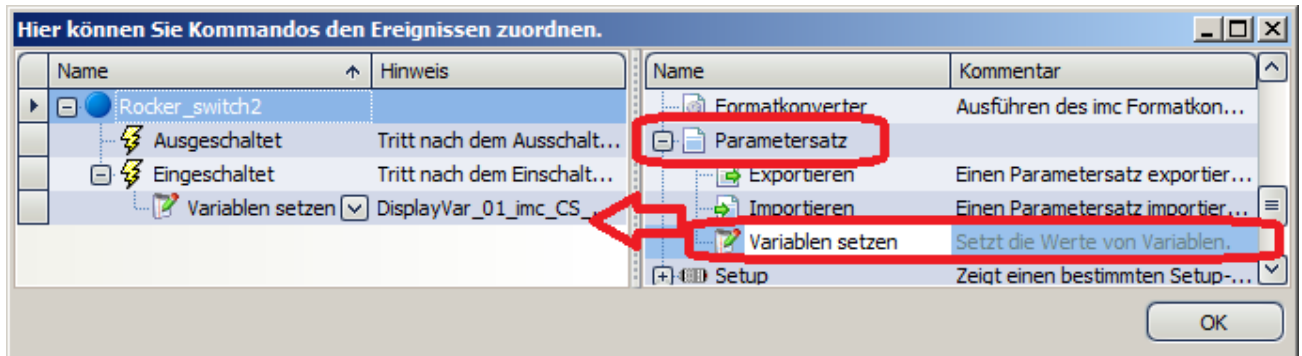 Hier können Sie Kommandos den Ereignissen zuordnen.
Name Hinweis
Rocker_switch2
Ausgeschaltet Tritt nach dem Ausschalt...
Eingeschaltet Tritt nach dem Einschalt...
Variablen setzen DisplayVar_01_imc_CS_
Name Kommentar
Formatkonverter Ausführen des imc Formatkon...
Parametersatz
Exportieren Einen Parametersatz exportier...
Importieren Einen Parametersatz importier...
Variablen setzen Setzt die Werte von Variablen.
Setup Zeigt einen bestimmten Setup-...
OK